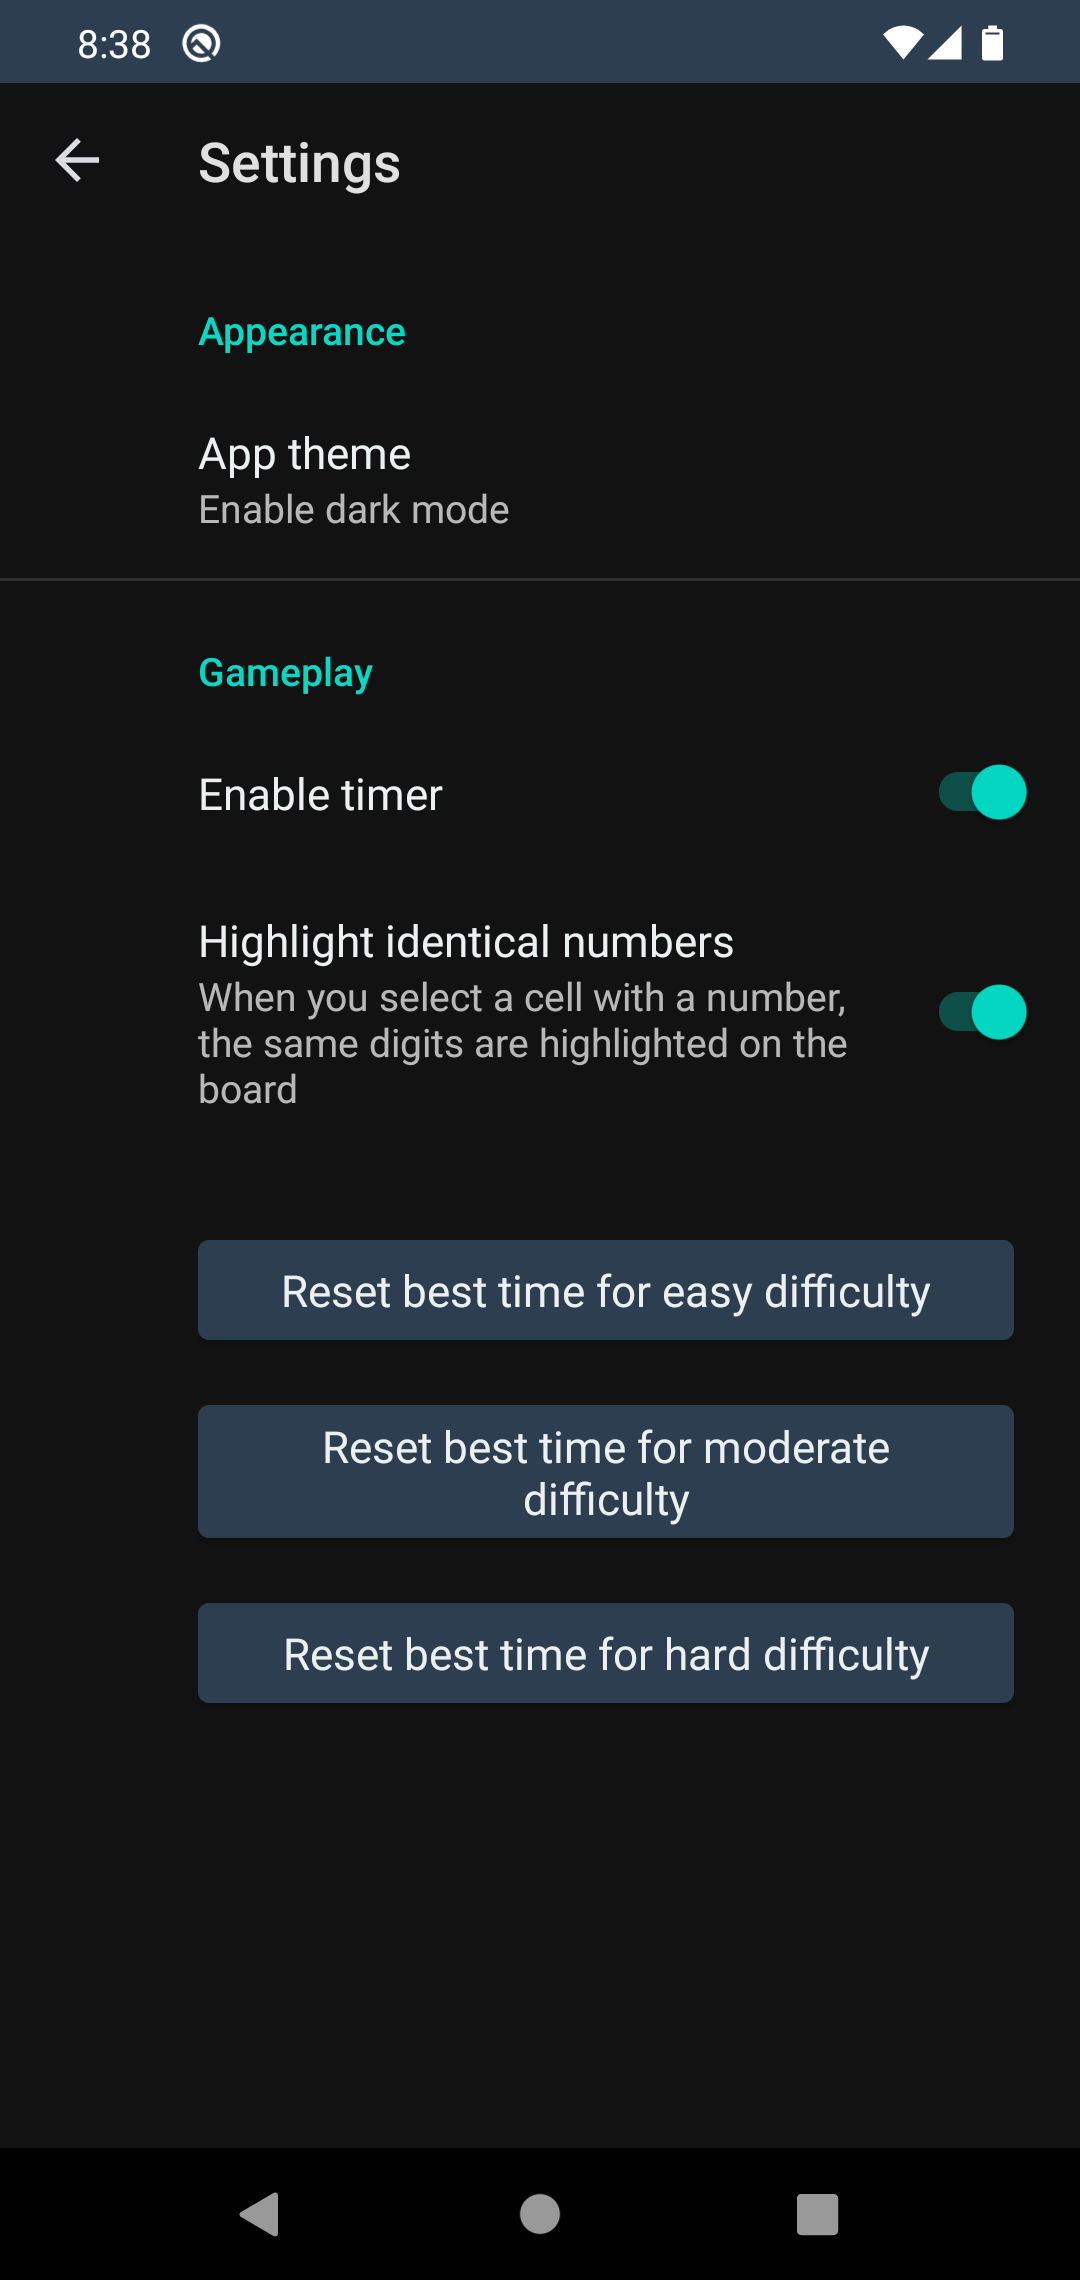 8:38
Settings
Appearance
App theme
Enable dark mode
Gameplay
Enable timer
Highlight identical numbers
When you select a cell with a number,
the same digits are highlighted on the
board
Reset best time for easy difficulty
Reset best time for moderate
difficulty
Reset best time for hard difficulty